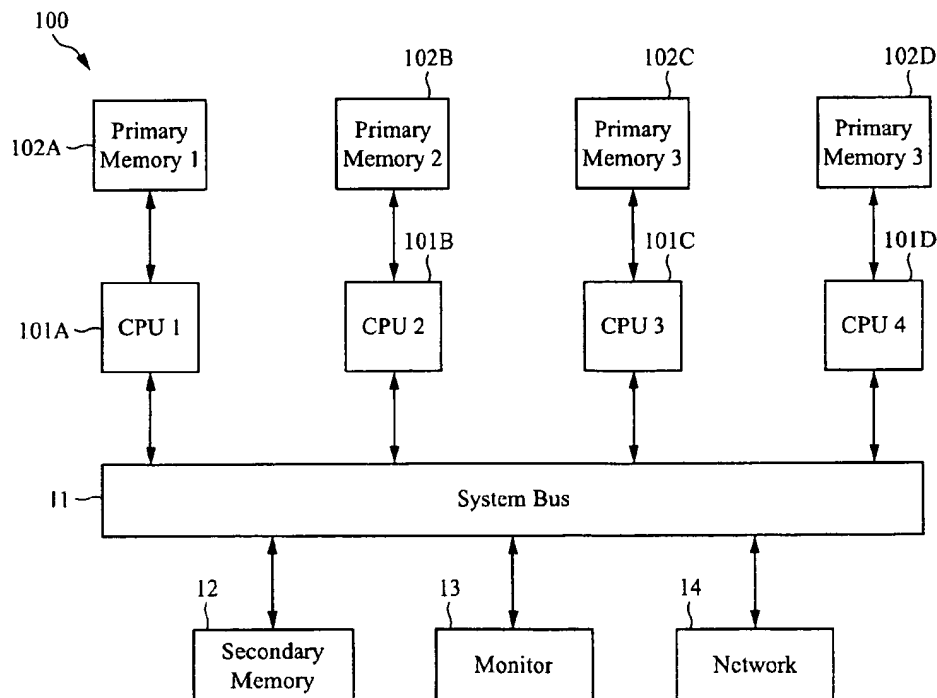 100
102B
102C
102D
102A
Primary
Memory 1
Primary
Memory 2
Primary
Memory 3
Primary
Memory 3
101B
101C
101D
101A
CPU 1
CPU 2
CPU 3
CPU 4
11
System Bus
12
13
14
Secondary
Memory
Monitor
Network